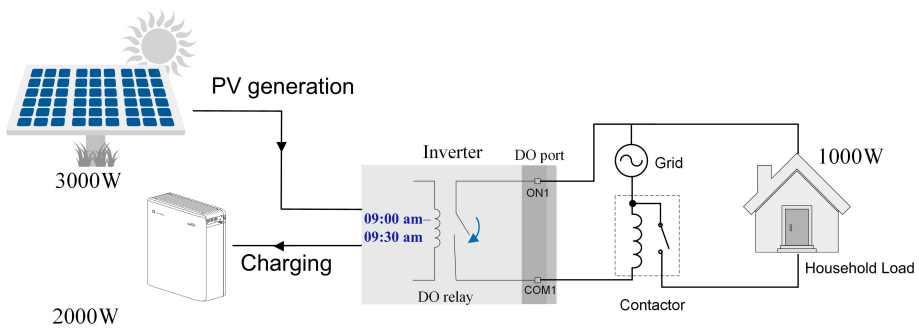 PV generation
3000W
Inverter
DO port
ON1
Grid
1000W
09:00 am–
09:30 am
Charging
DO relay
COM1
Contactor
Household Load
2000W